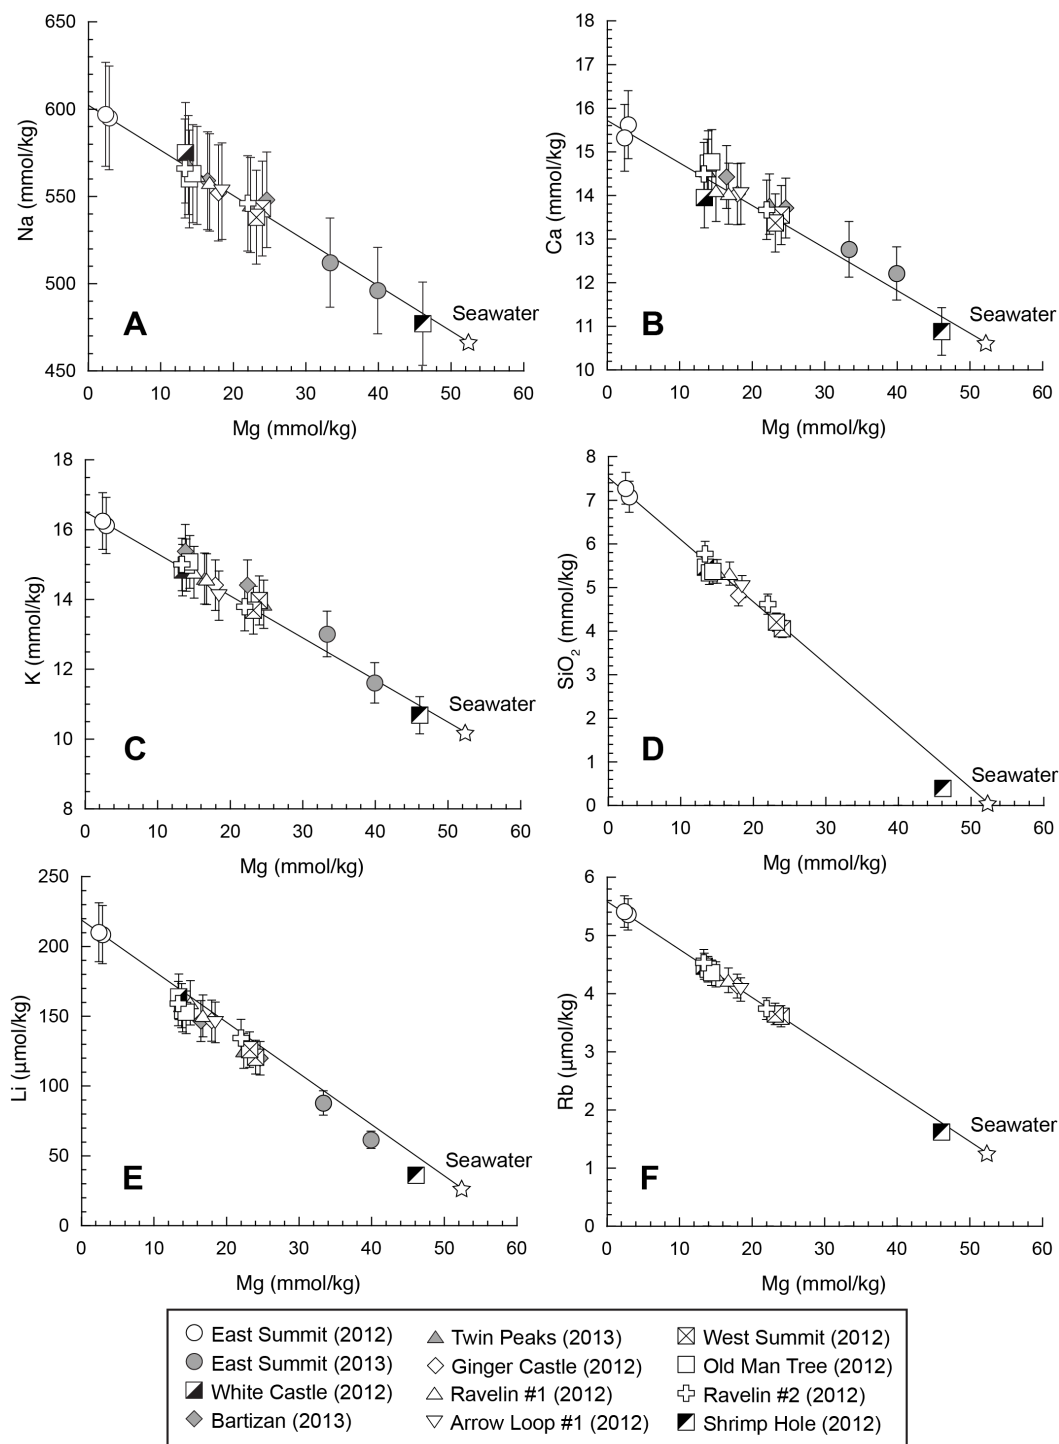 650
600
550
500
450
Na (mmol/kg)
A
Seawater
0 10 20 30 40 50 60
Mg (mmol/kg)
18
17
16
15
14
13
12
11
10
Ca (mmol/kg)
B
Seawater
0 10 20 30 40 50 60
Mg (mmol/kg)
18
16
14
12
10
8
K (mmol/kg)
C
Seawater
0 10 20 30 40 50 60
Mg (mmol/kg)
8
7
6
5
4
3
2
1
0
SiO₂ (mmol/kg)
D
Seawater
0 10 20 30 40 50 60
Mg (mmol/kg)
250
200
150
100
50
0
Li (μmol/kg)
E
Seawater
0 10 20 30 40 50 60
Mg (mmol/kg)
6
5
4
3
2
1
0
Rb (μmol/kg)
F
Seawater
0 10 20 30 40 50 60
Mg (mmol/kg)
East Summit (2012)
East Summit (2013)
White Castle (2012)
Bartizan (2013)
Twin Peaks (2013)
Ginger Castle (2012)
Ravelin #1 (2012)
Arrow Loop #1 (2012)
West Summit (2012)
Old Man Tree (2012)
Ravelin #2 (2012)
Shrimp Hole (2012)